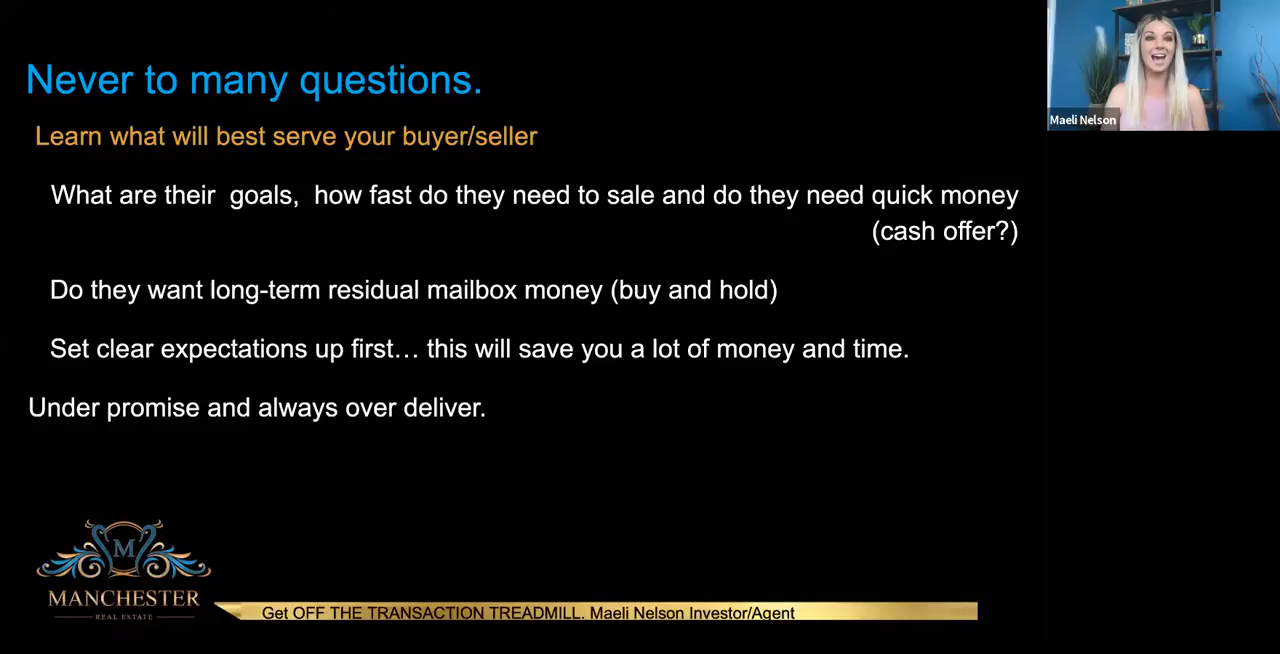 Never to many questions.
Maeli Nelson
Learn what will best serve your buyer/seller
What are their goals, how fast do they need to sale and do they need quick money
(cash offer?)
Do they want long-term residual mailbox money (buy and hold)
Set clear expectations up first… this will save you a lot of money and time.
Under promise and always over deliver.
M
MANCHESTER
REAL ESTATE
Get OFF THE TRANSACTION TREADMILL. Maeli Nelson Investor/Agent